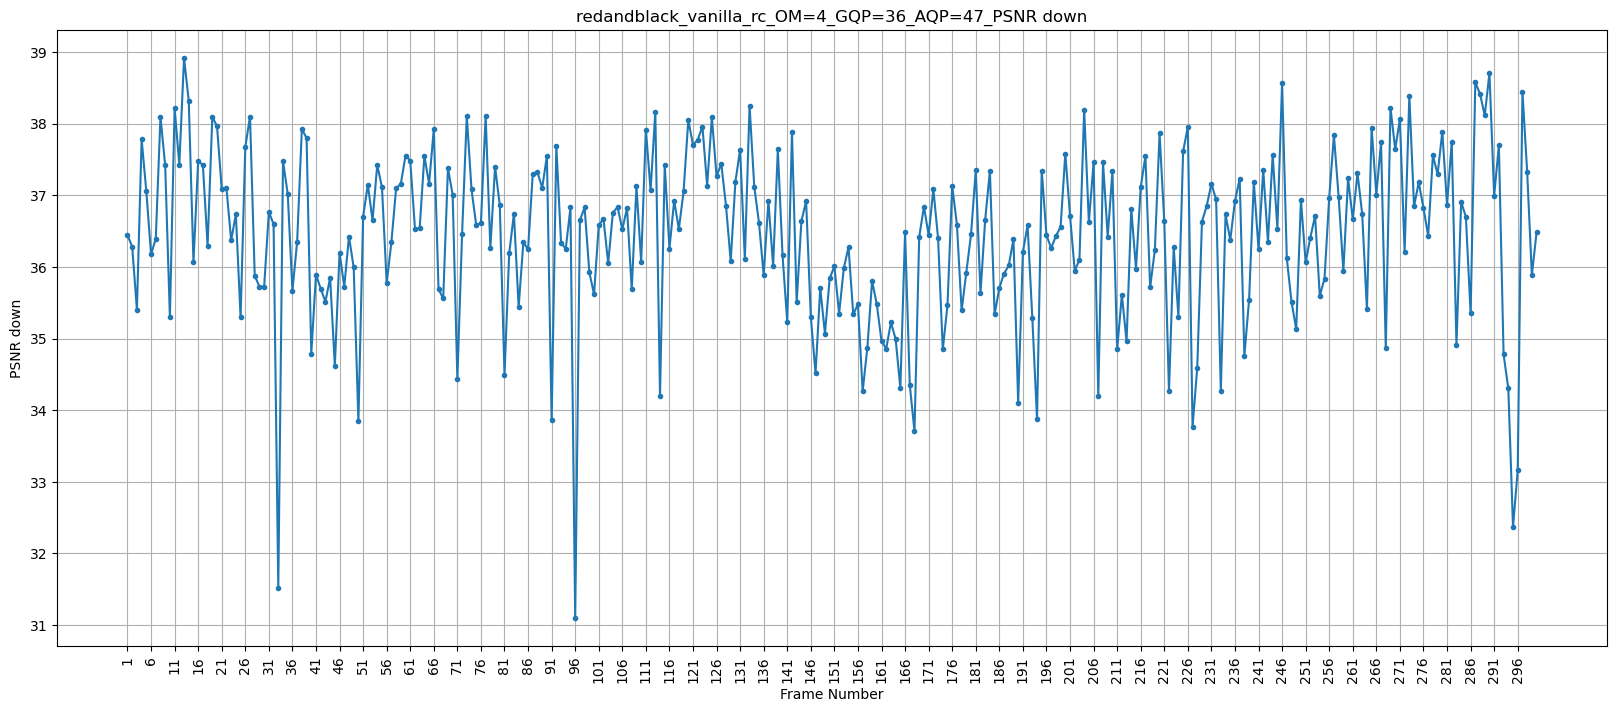 redandblack_vanilla_rc_OM=4_GQP=36_AQP=47_PSNR down
39
38
37
36
35
34
33
32
31
PSNR down
1 6 11 16 21 26 31 36 41 46 51 56 61 66 71 76 81 86 91 96 101 106 111 116 121 126 131 136 141 146 151 156 161 166 171 176 181 186 191 196 201 206 211 216 221 226 231 236 241 246 251 256 261 266 271 276 281 286 291 296
Frame Number